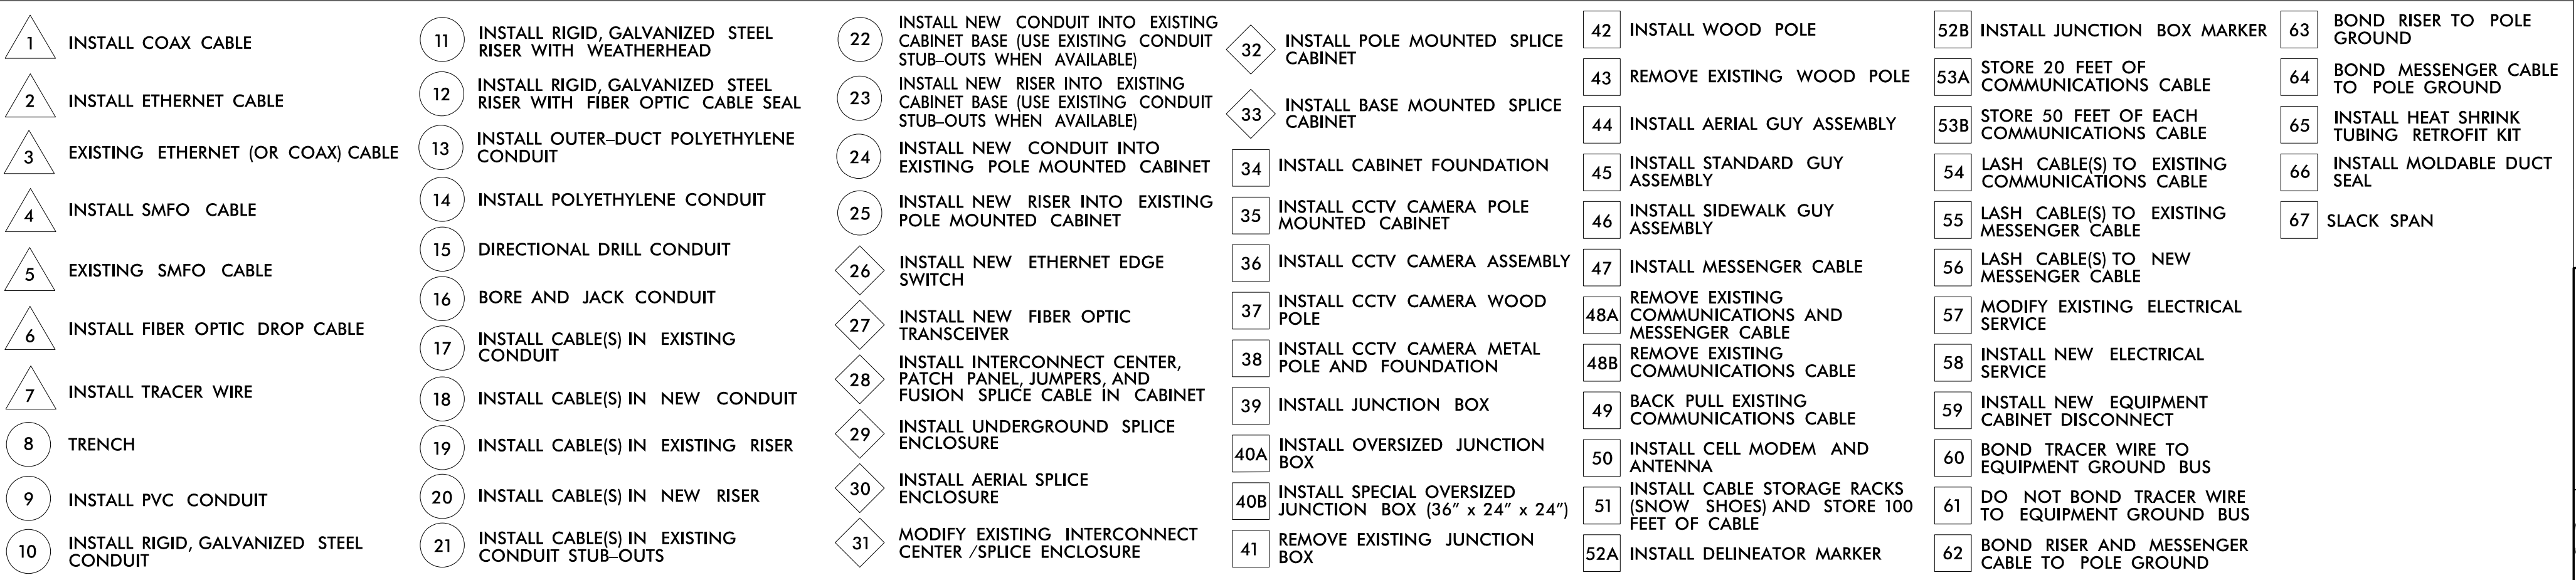 1 INSTALL COAX CABLE
2 INSTALL ETHERNET CABLE
3 EXISTING ETHERNET (OR COAX) CABLE
4 INSTALL SMFO CABLE
5 EXISTING SMFO CABLE
6 INSTALL FIBER OPTIC DROP CABLE
7 INSTALL TRACER WIRE
8 TRENCH
9 INSTALL PVC CONDUIT
10 INSTALL RIGID, GALVANIZED STEEL
CONDUIT
11 INSTALL RIGID, GALVANIZED STEEL
RISER WITH WEATHERHEAD
12 INSTALL RIGID, GALVANIZED STEEL
RISER WITH FIBER OPTIC CABLE SEAL
13 INSTALL OUTER–DUCT POLYETHYLENE
CONDUIT
14 INSTALL POLYETHYLENE CONDUIT
15 DIRECTIONAL DRILL CONDUIT
16 BORE AND JACK CONDUIT
17 INSTALL CABLE(S) IN EXISTING
CONDUIT
18 INSTALL CABLE(S) IN NEW CONDUIT
19 INSTALL CABLE(S) IN EXISTING RISER
20 INSTALL CABLE(S) IN NEW RISER
21 INSTALL CABLE(S) IN EXISTING
CONDUIT STUB–OUTS
22 INSTALL NEW CONDUIT INTO EXISTING
CABINET BASE (USE EXISTING CONDUIT
STUB–OUTS WHEN AVAILABLE)
23 INSTALL NEW RISER INTO EXISTING
CABINET BASE (USE EXISTING CONDUIT
STUB–OUTS WHEN AVAILABLE)
24 INSTALL NEW CONDUIT INTO
EXISTING POLE MOUNTED CABINET
25 INSTALL NEW RISER INTO EXISTING
POLE MOUNTED CABINET
26 INSTALL NEW ETHERNET EDGE
SWITCH
27 INSTALL NEW FIBER OPTIC
TRANSCEIVER
28 INSTALL INTERCONNECT CENTER,
PATCH PANEL, JUMPERS, AND
FUSION SPLICE CABLE IN CABINET
29 INSTALL UNDERGROUND SPLICE
ENCLOSURE
30 INSTALL AERIAL SPLICE
ENCLOSURE
31 MODIFY EXISTING INTERCONNECT
CENTER /SPLICE ENCLOSURE
32 INSTALL POLE MOUNTED SPLICE
CABINET
33 INSTALL BASE MOUNTED SPLICE
CABINET
34 INSTALL CABINET FOUNDATION
35 INSTALL CCTV CAMERA POLE
MOUNTED CABINET
36 INSTALL CCTV CAMERA ASSEMBLY
37 INSTALL CCTV CAMERA WOOD
POLE
38 INSTALL CCTV CAMERA METAL
POLE AND FOUNDATION
39 INSTALL JUNCTION BOX
40A INSTALL OVERSIZED JUNCTION
BOX
40B INSTALL SPECIAL OVERSIZED
JUNCTION BOX (36" x 24" x 24")
41 REMOVE EXISTING JUNCTION
BOX
42 INSTALL WOOD POLE
43 REMOVE EXISTING WOOD POLE
44 INSTALL AERIAL GUY ASSEMBLY
45 INSTALL STANDARD GUY
ASSEMBLY
46 INSTALL SIDEWALK GUY
ASSEMBLY
47 INSTALL MESSENGER CABLE
48A REMOVE EXISTING
COMMUNICATIONS AND
MESSENGER CABLE
48B REMOVE EXISTING
COMMUNICATIONS CABLE
49 BACK PULL EXISTING
COMMUNICATIONS CABLE
50 INSTALL CELL MODEM AND
ANTENNA
51 INSTALL CABLE STORAGE RACKS
(SNOW SHOES) AND STORE 100
FEET OF CABLE
52A INSTALL DELINEATOR MARKER
52B INSTALL JUNCTION BOX MARKER
53A STORE 20 FEET OF
COMMUNICATIONS CABLE
53B STORE 50 FEET OF EACH
COMMUNICATIONS CABLE
54 LASH CABLE(S) TO EXISTING
COMMUNICATIONS CABLE
55 LASH CABLE(S) TO EXISTING
MESSENGER CABLE
56 LASH CABLE(S) TO NEW
MESSENGER CABLE
57 MODIFY EXISTING ELECTRICAL
SERVICE
58 INSTALL NEW ELECTRICAL
SERVICE
59 INSTALL NEW EQUIPMENT
CABINET DISCONNECT
60 BOND TRACER WIRE TO
EQUIPMENT GROUND BUS
61 DO NOT BOND TRACER WIRE
TO EQUIPMENT GROUND BUS
62 BOND RISER AND MESSENGER
CABLE TO POLE GROUND
63 BOND RISER TO POLE
GROUND
64 BOND MESSENGER CABLE
TO POLE GROUND
65 INSTALL HEAT SHRINK
TUBING RETROFIT KIT
66 INSTALL MOLDABLE DUCT
SEAL
67 SLACK SPAN